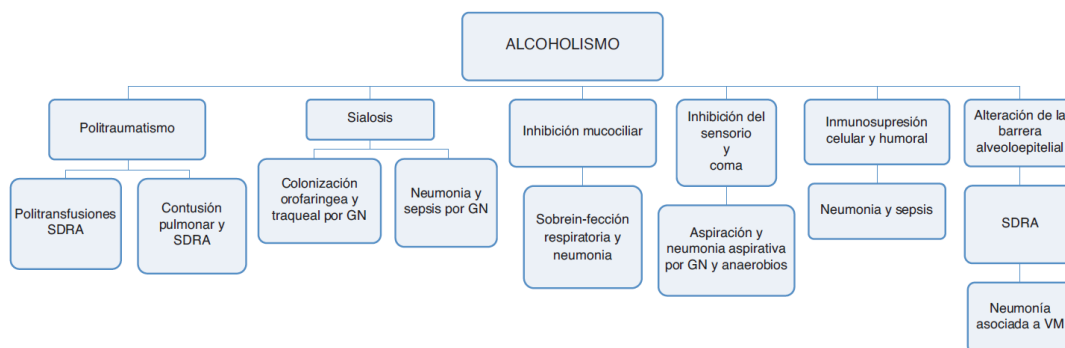 ALCOHOLISMO
Politraumatismo
Sialosis
Inhibición mucociliar
Inhibición del
sensorio
y
coma
Inmunosupresión
celular y humoral
Alteración de la
barrera
alveoloepitelial
Politransfusiones
SDRA
Contusión
pulmonar y
SDRA
Colonización
orofaringea y
traqueal por GN
Neumonia y
sepsis por GN
Sobrein-fección
respiratoria y
neumonia
Aspiración y
neumonia aspirativa
por GN y anaerobios
Neumonia y sepsis
SDRA
Neumonía
asociada a VM